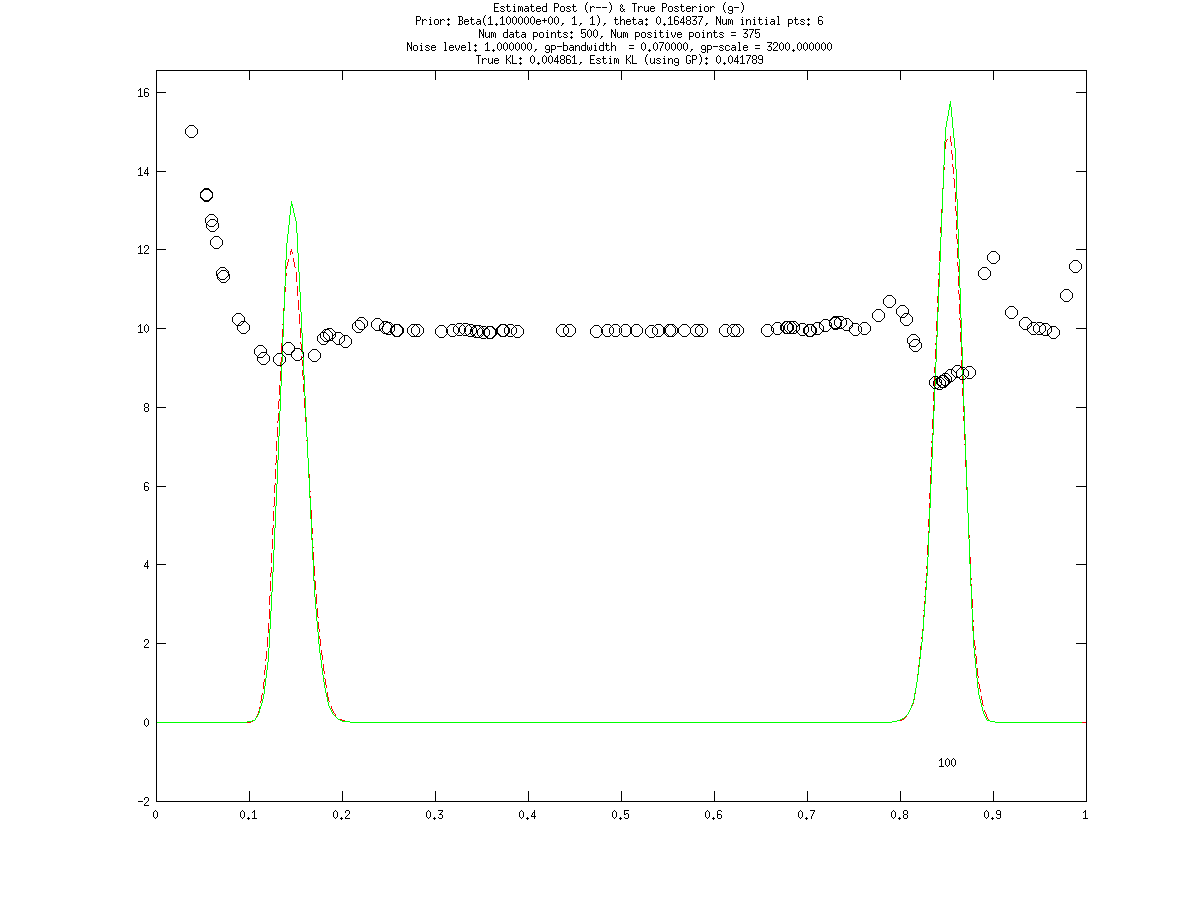 Estimated Post (r--) & True Posterior (g-)
Prior: Beta(1.100000e+00, 1, 1), theta: 0.164837, Num initial pts: 6
Num data points: 500, Num positive points = 375
Noise level: 1.000000, gp-bandwidth  = 0.070000, gp-scale = 3200.000000
True KL: 0.004861, Estim KL (using GP): 0.041789
16
14
12
10
8
6
4
2
0
100
-2
0 0.1 0.2 0.3 0.4 0.5 0.6 0.7 0.8 0.9 1